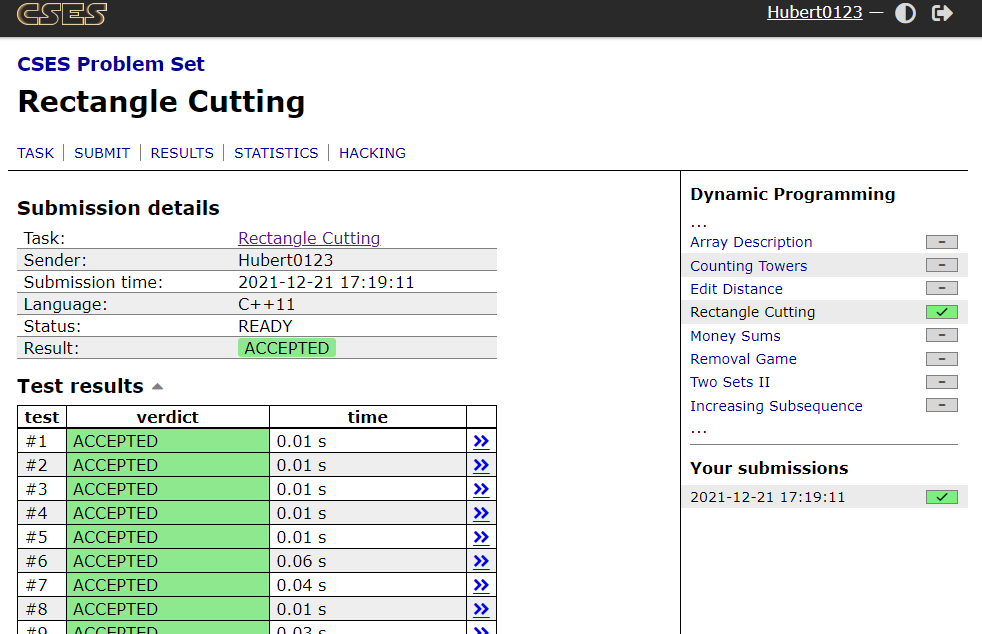 CSES
Hubert0123 —
CSES Problem Set
Rectangle Cutting
TASK | SUBMIT | RESULTS | STATISTICS | HACKING
Submission details
Task: Rectangle Cutting
Sender: Hubert0123
Submission time: 2021-12-21 17:19:11
Language: C++11
Status: READY
Result: ACCEPTED
Test results
test verdict time
#1 ACCEPTED 0.01 s »
#2 ACCEPTED 0.01 s »
#3 ACCEPTED 0.01 s »
#4 ACCEPTED 0.01 s »
#5 ACCEPTED 0.01 s »
#6 ACCEPTED 0.06 s »
#7 ACCEPTED 0.04 s »
#8 ACCEPTED 0.01 s »
#9 ACCEPTED 0.03 s »
Dynamic Programming
...
Array Description -
Counting Towers -
Edit Distance -
Rectangle Cutting ✓
Money Sums -
Removal Game -
Two Sets II -
Increasing Subsequence -
...
Your submissions
2021-12-21 17:19:11 ✓